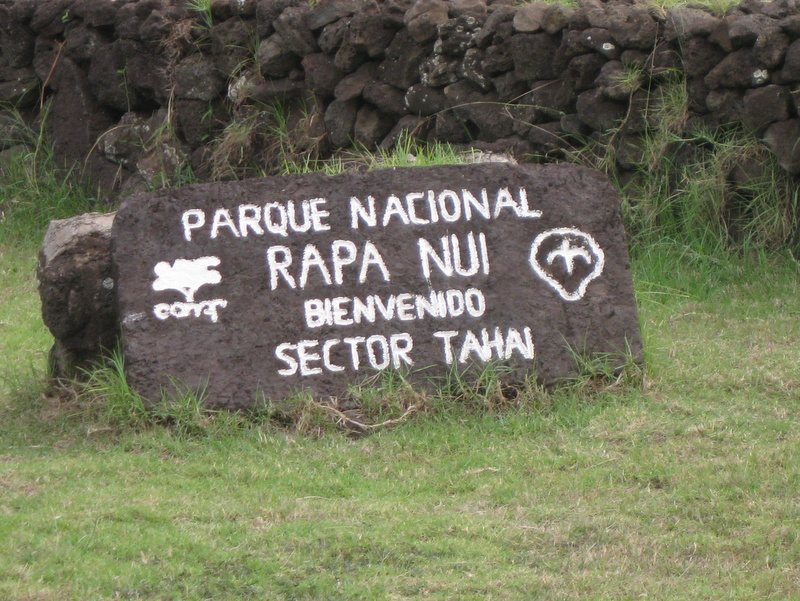 PARQUE NACIONAL
RAPA NUI
BIENVENIDO
SECTOR TAHAI
CONAF